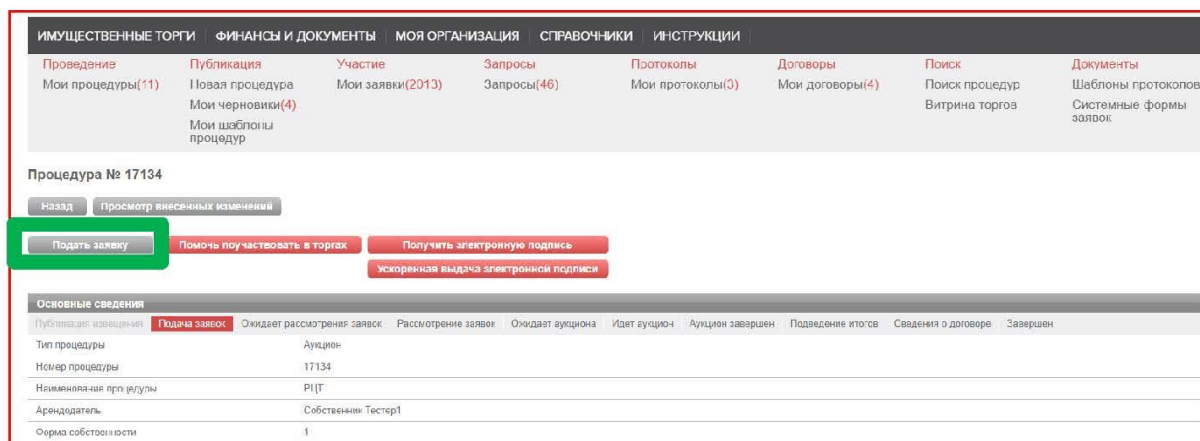 ИМУЩЕСТВЕННЫЕ ТОРГИ ФИНАНСЫ И ДОКУМЕНТЫ МОЯ ОРГАНИЗАЦИЯ СПРАВОЧНИКИ ИНСТРУКЦИИ
Проведение Публикация Участие Запросы Протоколы Договоры Поиск Документы
Мои процедуры(11) Новая процедура Мои заявки(2013) Запросы(46) Мои протоколы(3) Мои договоры(4) Поиск процедур Шаблоны протоколов
Мои черновики(4) Витрина торгов Системные формы
Мои шаблоны заявок
процедур
Процедура № 17134
Назад Просмотр внесенных изменений
Подать заявку Помочь поучаствовать в торгах Получить электронную подпись
Ускоренная выдача электронной подписи
Основные сведения
Публикация извещения Подача заявок Ожидает рассмотрения заявок Рассмотрение заявок Ожидает аукциона Идет аукцион Аукцион завершен Подведение итогов Сведения о договоре Завершен
Тип процедуры Аукцион
Номер процедуры 17134
Наименование процедуры
Арендодатель Собственник Тестер1
Форма собственности 1